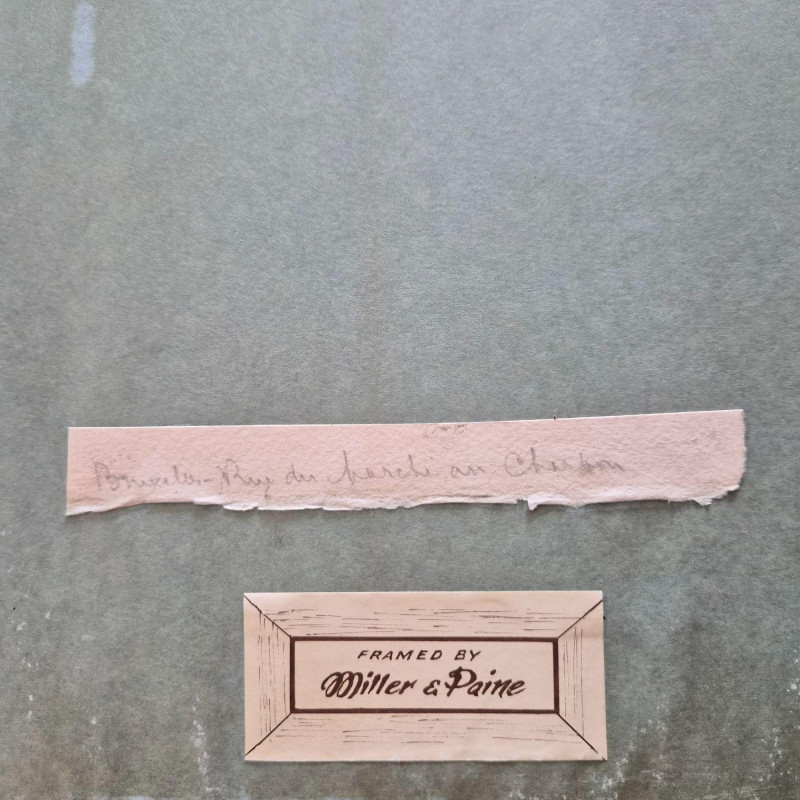 Bruxelles - Rue du Marché au Charbon
FRAMED BY
Miller & Paine